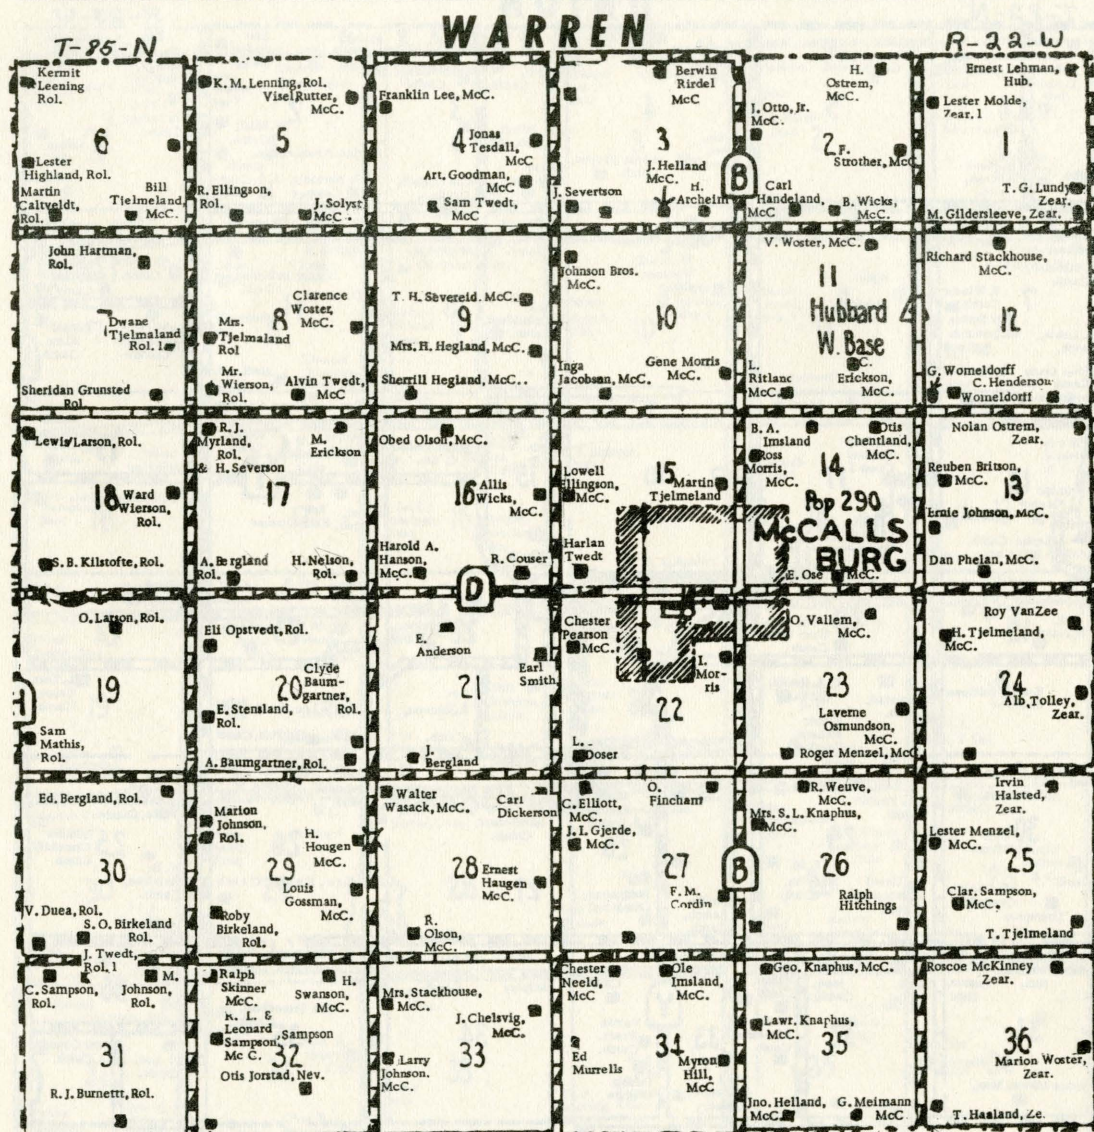 WARREN
T-85-N
R-22-W
Kermit
Leening
Rol.
6
Lester
Highland, Rol.
Martin
Caltveldt,
Rol.
Bill
Tjelmeland,
McC.
K. M. Lenning, Rol.
Visel Rutter,
McC.
5
R. Ellingson,
Rol.
J. Solyst
McC.
Franklin Lee, McC.
4
Jonas
Tesdall,
McC
Art. Goodman,
McC
Sam Twedt,
McC
Berwin
Rirdel
McC
3
J. Helland
McC.
H.
Archeim
J. Severtson
B
H.
Ostrem,
McC.
J. Otto, Jr.
McC.
2
F.
Strother, McC
Carl
Handeland,
McC.
B. Wicks,
McC.
Ernest Lehman,
Hub.
Lester Molde,
Zear. 1
1
T. G. Lundy
Zear.
M. Gildersleeve, Zear.
John Hartman,
Rol.
7
Dwane
Tjelmaland
Rol. 1
Sheridan Grunsted
Rol
Clarence
Woster,
McC.
8
Mrs.
Tjelmaland
Rol
Mr.
Wierson,
Rol.
Alvin Twedt,
McC
T. H. Severeid. McC.
9
Mrs. H. Hegland, McC.
Sherrill Hegland, McC..
Johnson Bros.
McC.
10
Inga
Jacobsan, McC.
Gene Morris
McC.
V. Woster, McC.
11
Hubbard
W. Base
L.
Ritland
McC.
C.
Erickson,
McC.
Richard Stackhouse,
McC.
12
G. Womeldorff
C. Henderson
Womeldorff
Lewis Larson, Rol.
18
Ward
Wierson,
Rol.
S. B. Kilstofte, Rol.
R. J.
Myrland,
Rol.
& H. Severson
M.
Erickson
17
A. Bergland
Rol.
H. Nelson,
Rol.
Obed Olson, McC.
16
Allis
Wicks,
McC.
Harold A.
Hanson,
McC.
R. Couser
D
Lowell
Ellingson,
McC.
15
Martin
Tjelmeland
Harlan
Twedt
B. A.
Imsland
Ross
Morris,
McC.
Otis
Chentland,
McC.
14
Pop 290
McCALLS
BURG
E. Ose
McC.
Nolan Ostrem,
Zear.
Reuben Britson,
McC.
13
Ernie Johnson, McC.
Dan Phelan, McC.
O. Larson, Rol.
19
H
Sam
Mathis,
Rol.
Eli Opstvedt, Rol.
Clyde
Baum-
gartner,
Rol.
20
E. Stensland,
Rol.
A. Baumgartner, Rol.
E.
Anderson
Earl
Smith
21
J.
Bergland
Chester
Pearson
McC.
I.
Mor-
ris
22
L.
Doser
O. Vallem,
McC.
23
Laverne
Osmundson,
McC.
Roger Menzel, McC
Roy VanZee
H. Tjelmeland,
McC.
24
Alb. Tolley,
Zear.
Ed. Bergland, Rol.
30
V. Duea, Rol.
S. O. Birkeland
Rol.
J. Twedt,
Rol. 1
Marion
Johnson,
Rol.
H.
Hougen
McC.
29
Louis
Gossman,
McC.
Roby
Birkeland,
Rol.
Walter
Wasack, McC.
Carl
Dickerson
28
Ernest
Haugen
McC.
R.
Olson,
McC.
C. Elliott,
McC.
O.
Fincham
J. I. Gjerde,
McC.
27
F. M.
Cordin
B
R. Weuve,
McC.
Mrs. S. L. Knaphus,
McC.
26
Ralph
Hitchings
Irvin
Halsted,
Zear.
Lester Menzel,
McC.
25
Clar. Sampson,
McC.
T. Tjelmeland
C. Sampson,
Rol.
M.
Johnson,
Rol.
31
R. J. Burnettt, Rol.
Ralph
Skinner
McC.
H.
Swanson,
McC.
K. L. &
Leonard
Sampson,
Mc C.
Sampson
32
Otis Jorstad, Nev.
Mrs. Stackhouse,
McC.
J. Chelsvig,
McC.
33
Larry
Johnson.
McC.
Chester
Neeld,
McC
Ole
Imsland,
McC.
34
Ed
Murrells
Myron
Hill,
McC
Geo. Knaphus, McC.
Lawr. Knaphus,
McC.
35
Jno. Helland,
McC.
G. Meimann
McC
Roscoe McKinney
Zear.
36
Marion Woster,
Zear.
T. Haaland, Ze.